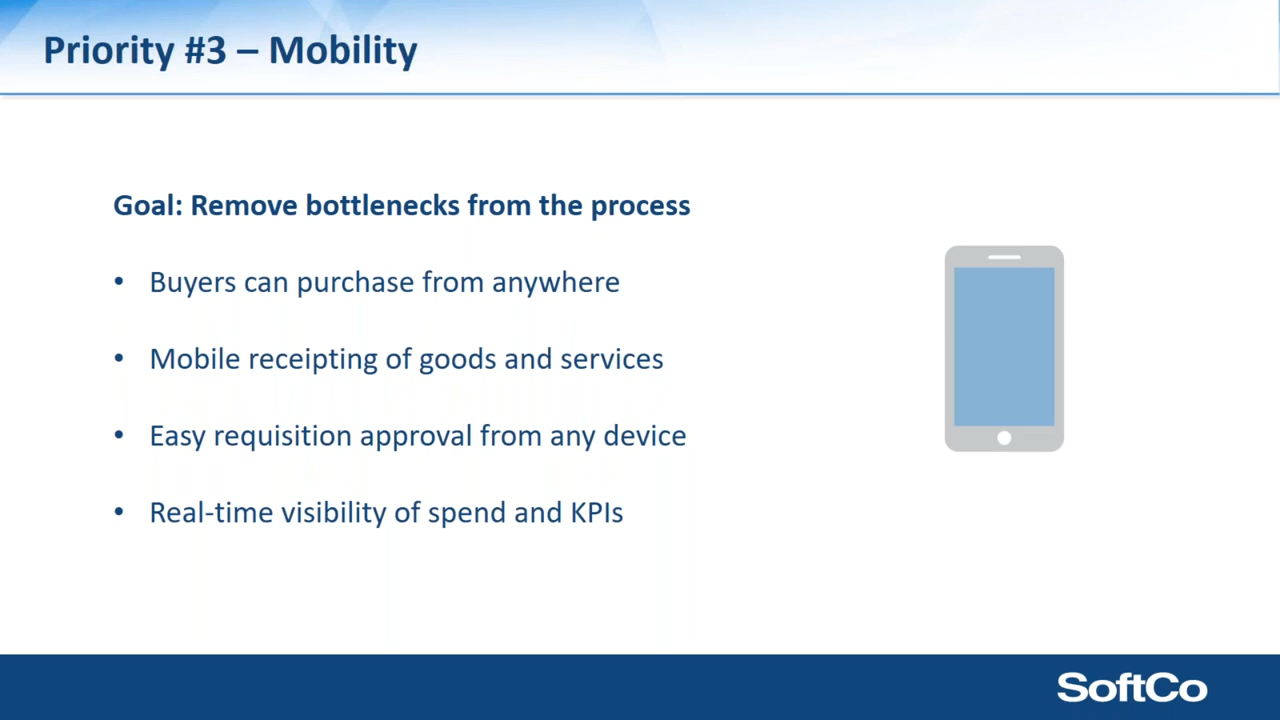 Priority #3 – Mobility
Goal: Remove bottlenecks from the process
• Buyers can purchase from anywhere
• Mobile receipting of goods and services
• Easy requisition approval from any device
• Real-time visibility of spend and KPIs
SoftCo